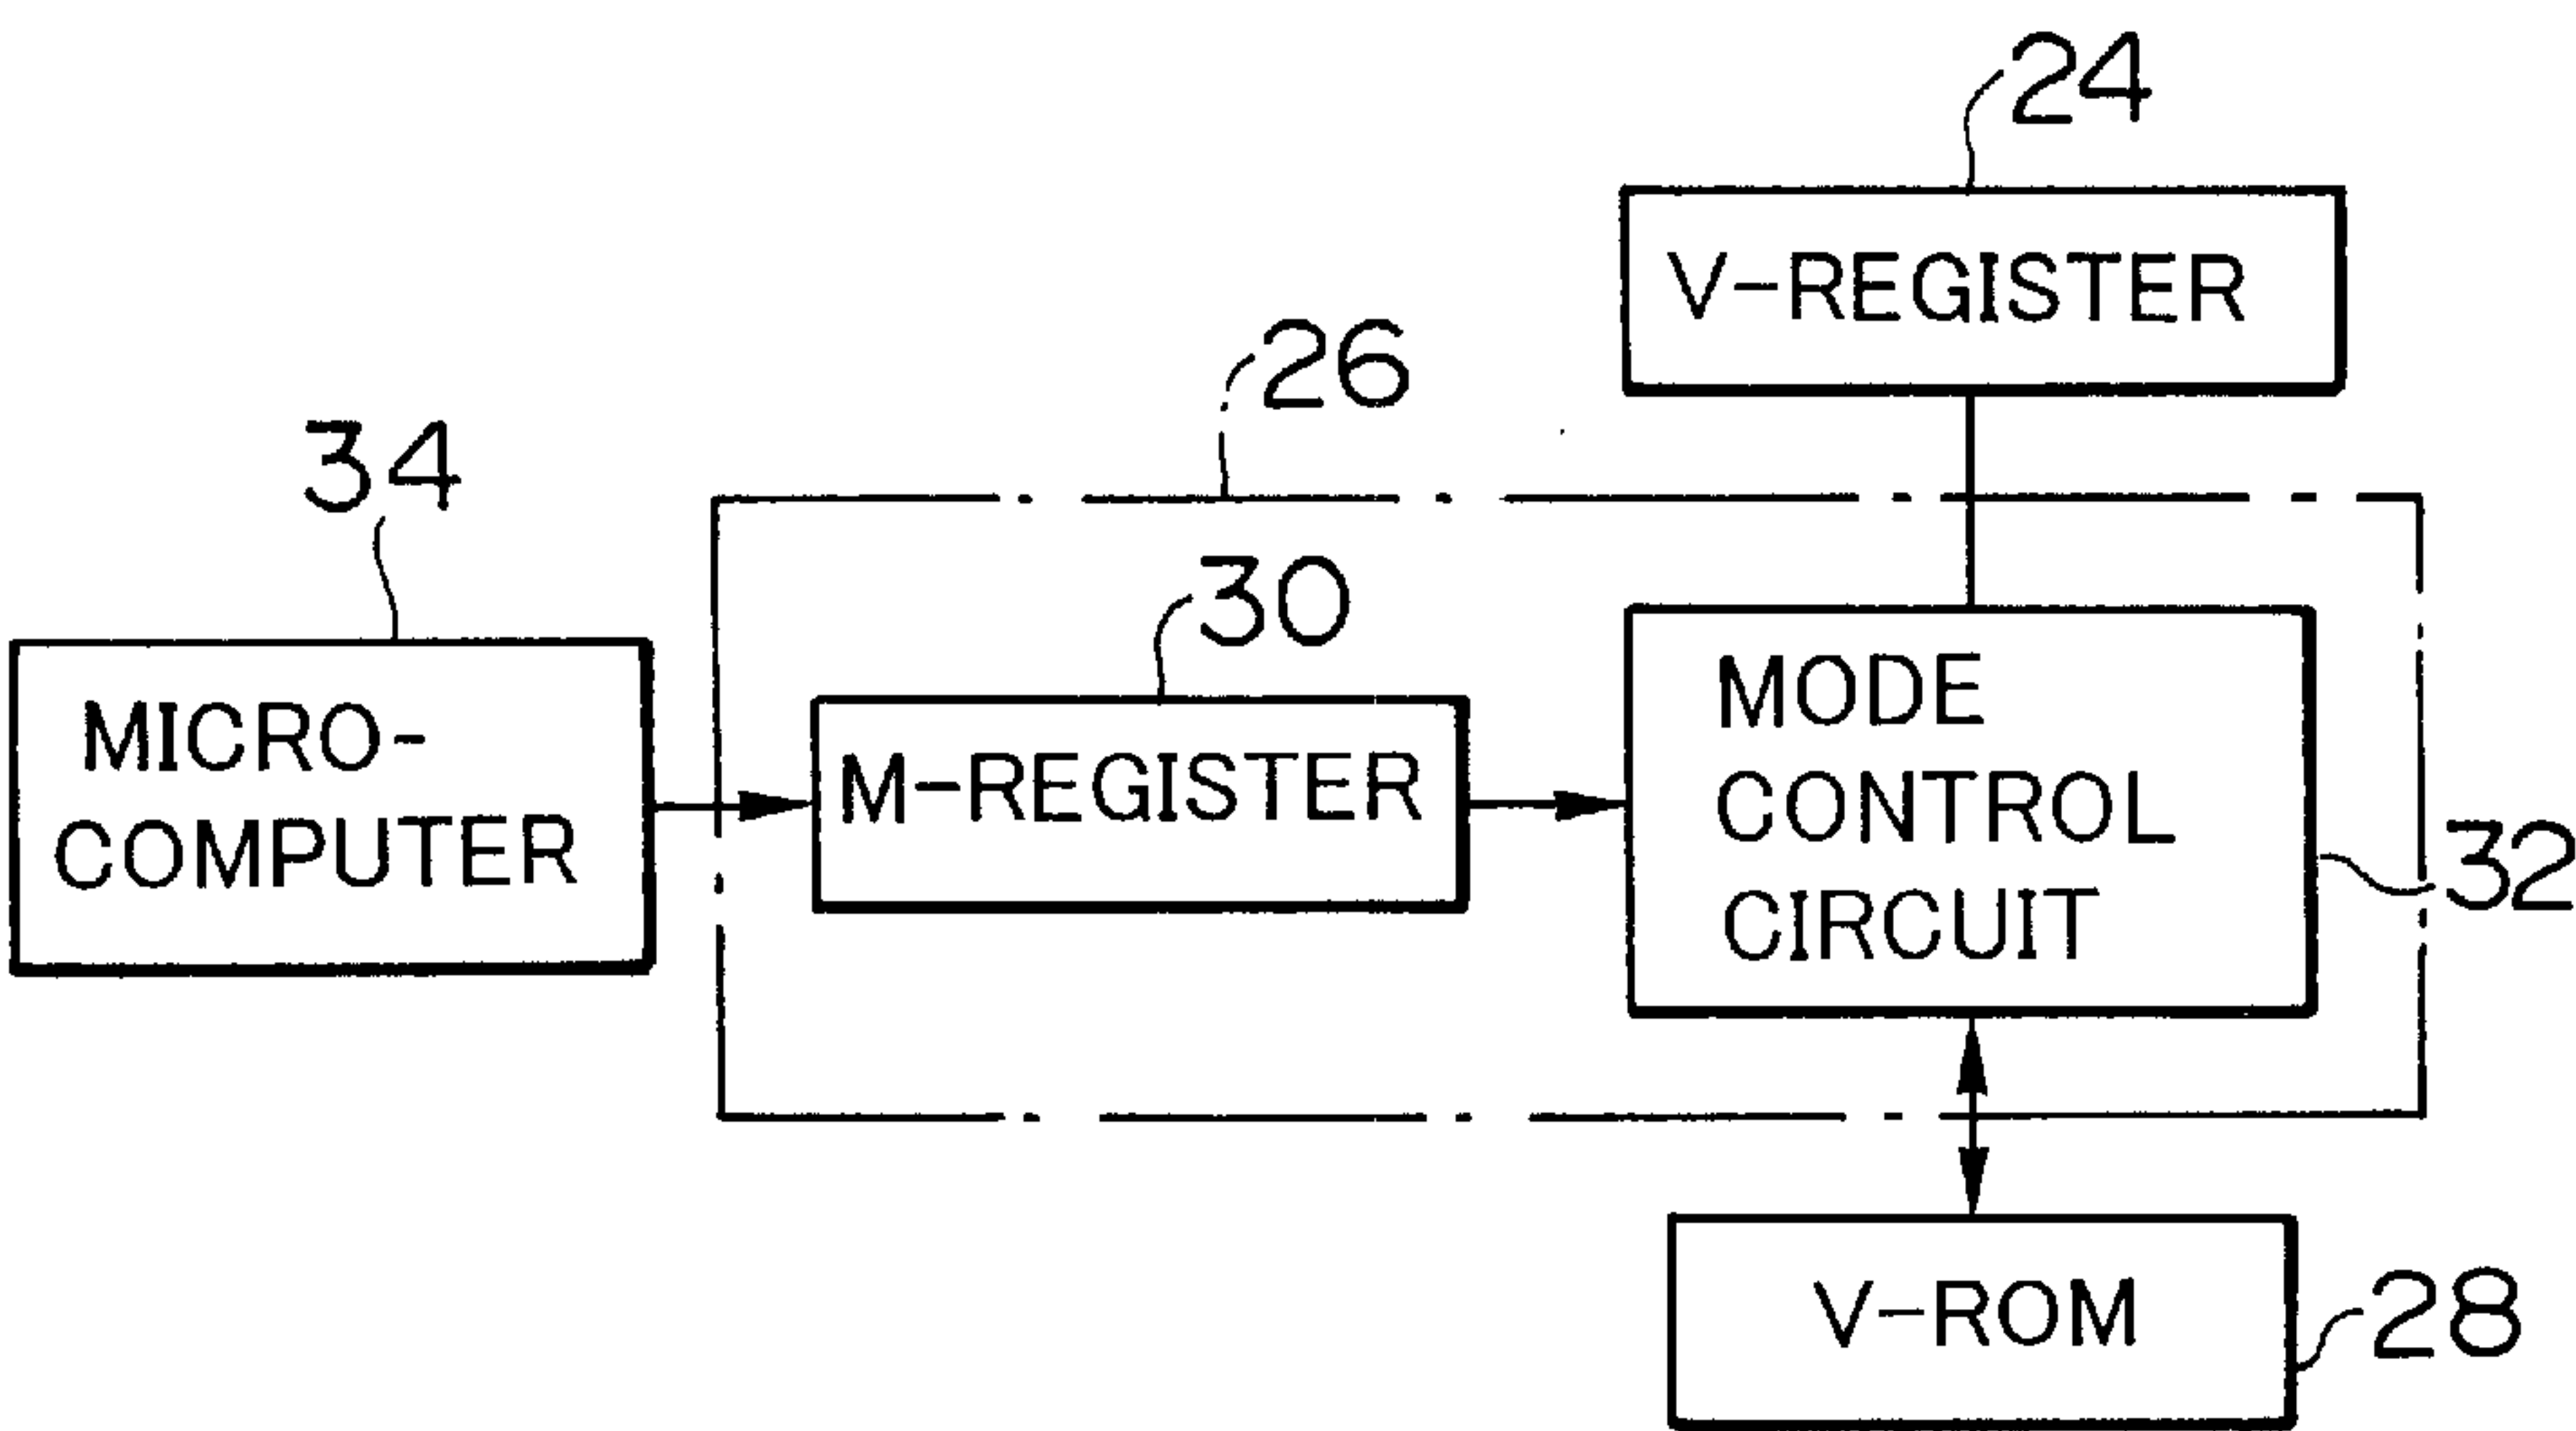 24
V-REGISTER
26
34
30
MICRO-
COMPUTER
M-REGISTER
MODE
CONTROL
CIRCUIT
32
V-ROM
28